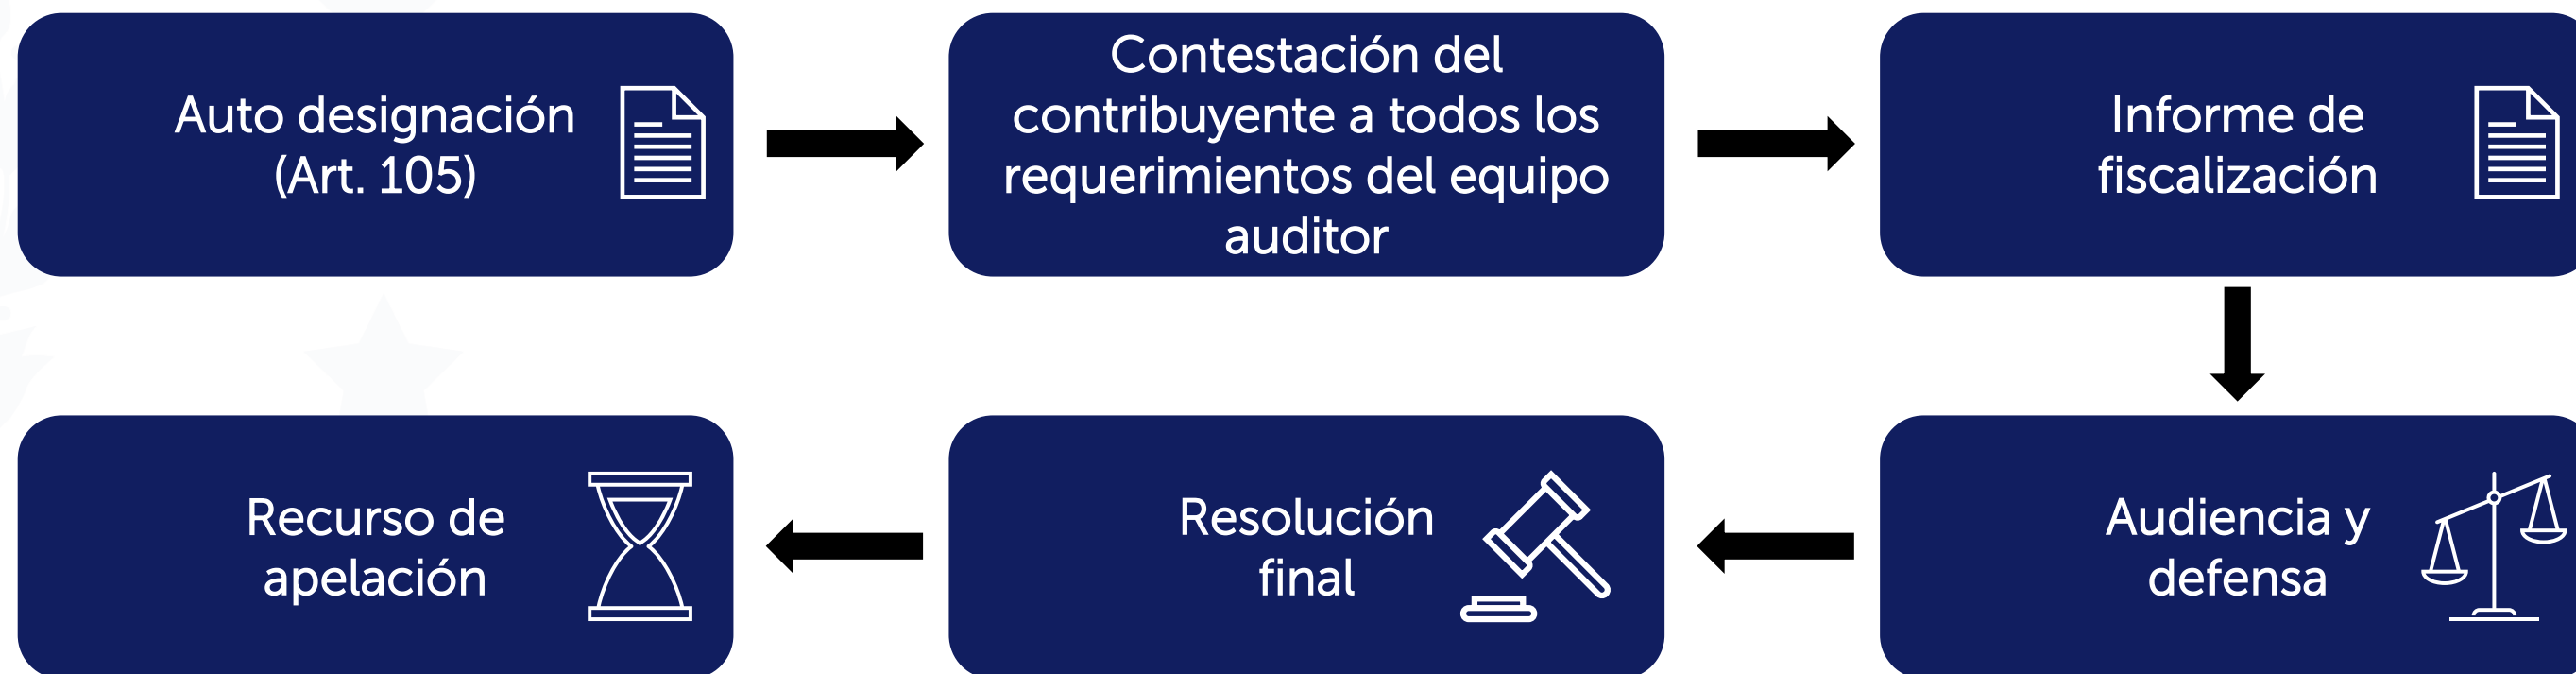 Auto designación
(Art. 105)
Contestación del
contribuyente a todos los
requerimientos del equipo
auditor
Informe de
fiscalización
Audiencia y
defensa
Resolución
final
Recurso de
apelación